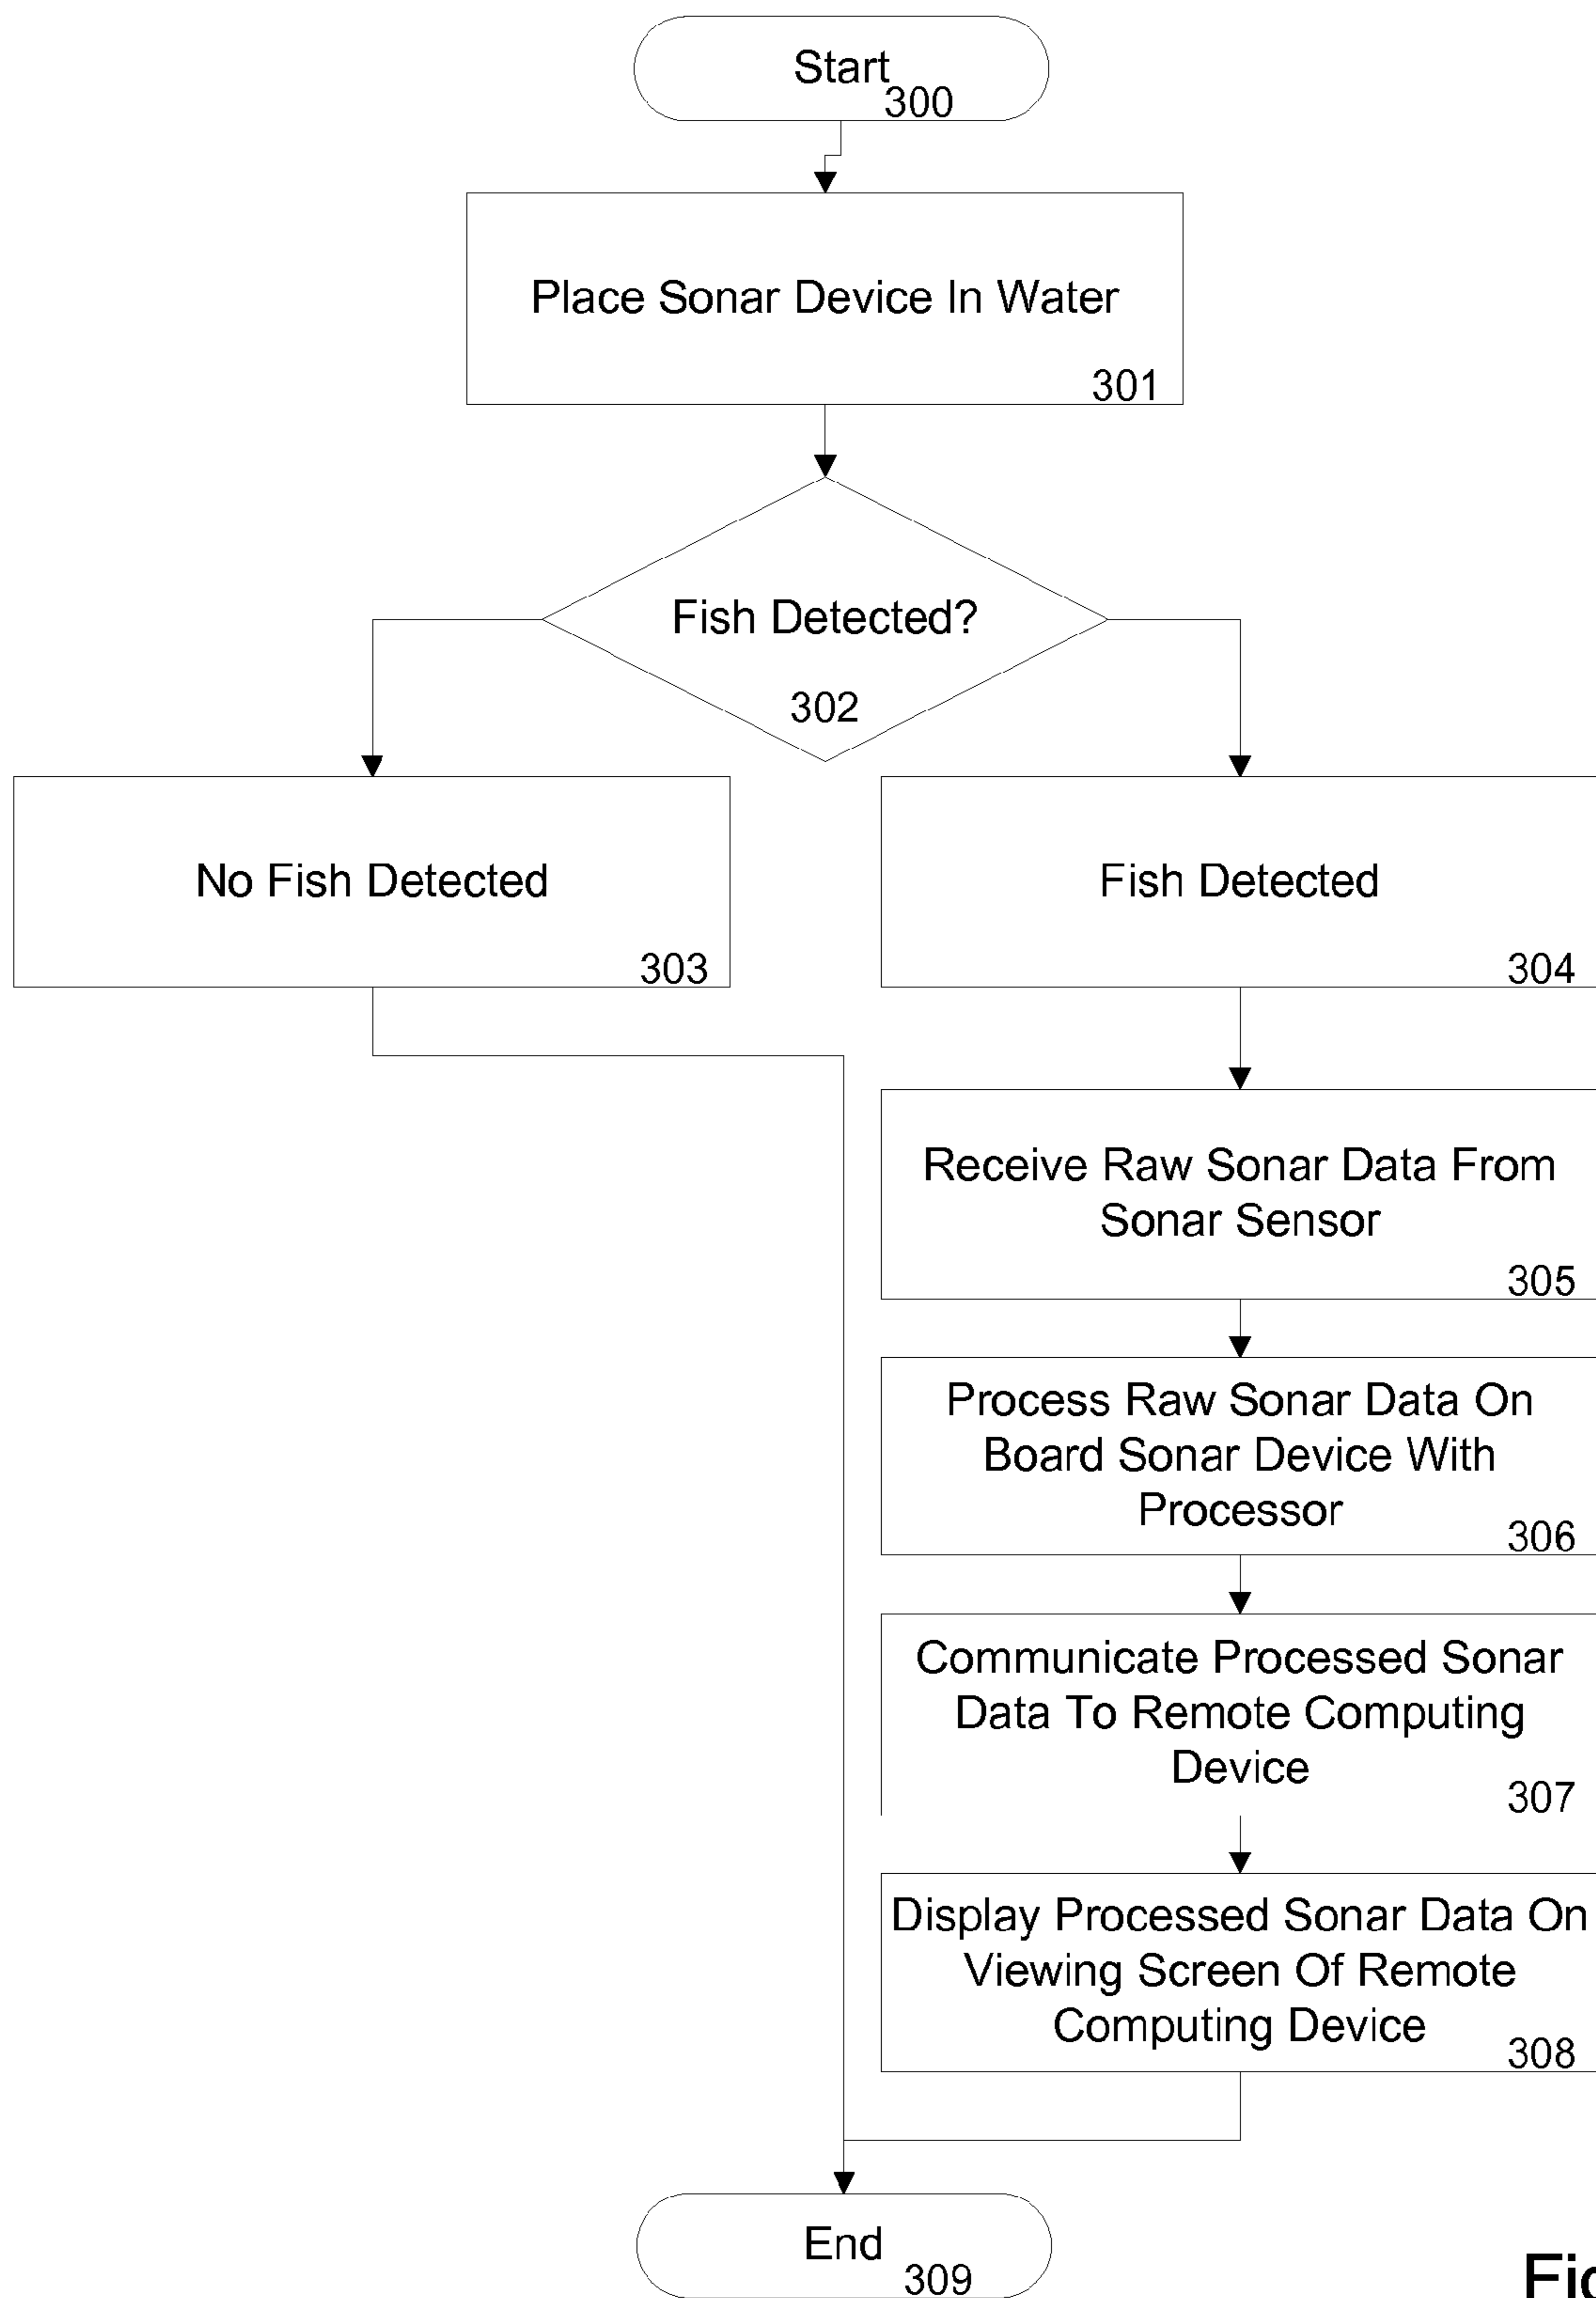 Start
300
Place Sonar Device In Water
301
Fish Detected?
302
No Fish Detected
303
Fish Detected
304
Receive Raw Sonar Data From
Sonar Sensor
305
Process Raw Sonar Data On
Board Sonar Device With
Processor
306
Communicate Processed Sonar
Data To Remote Computing
Device
307
Display Processed Sonar Data On
Viewing Screen Of Remote
Computing Device
308
End
309